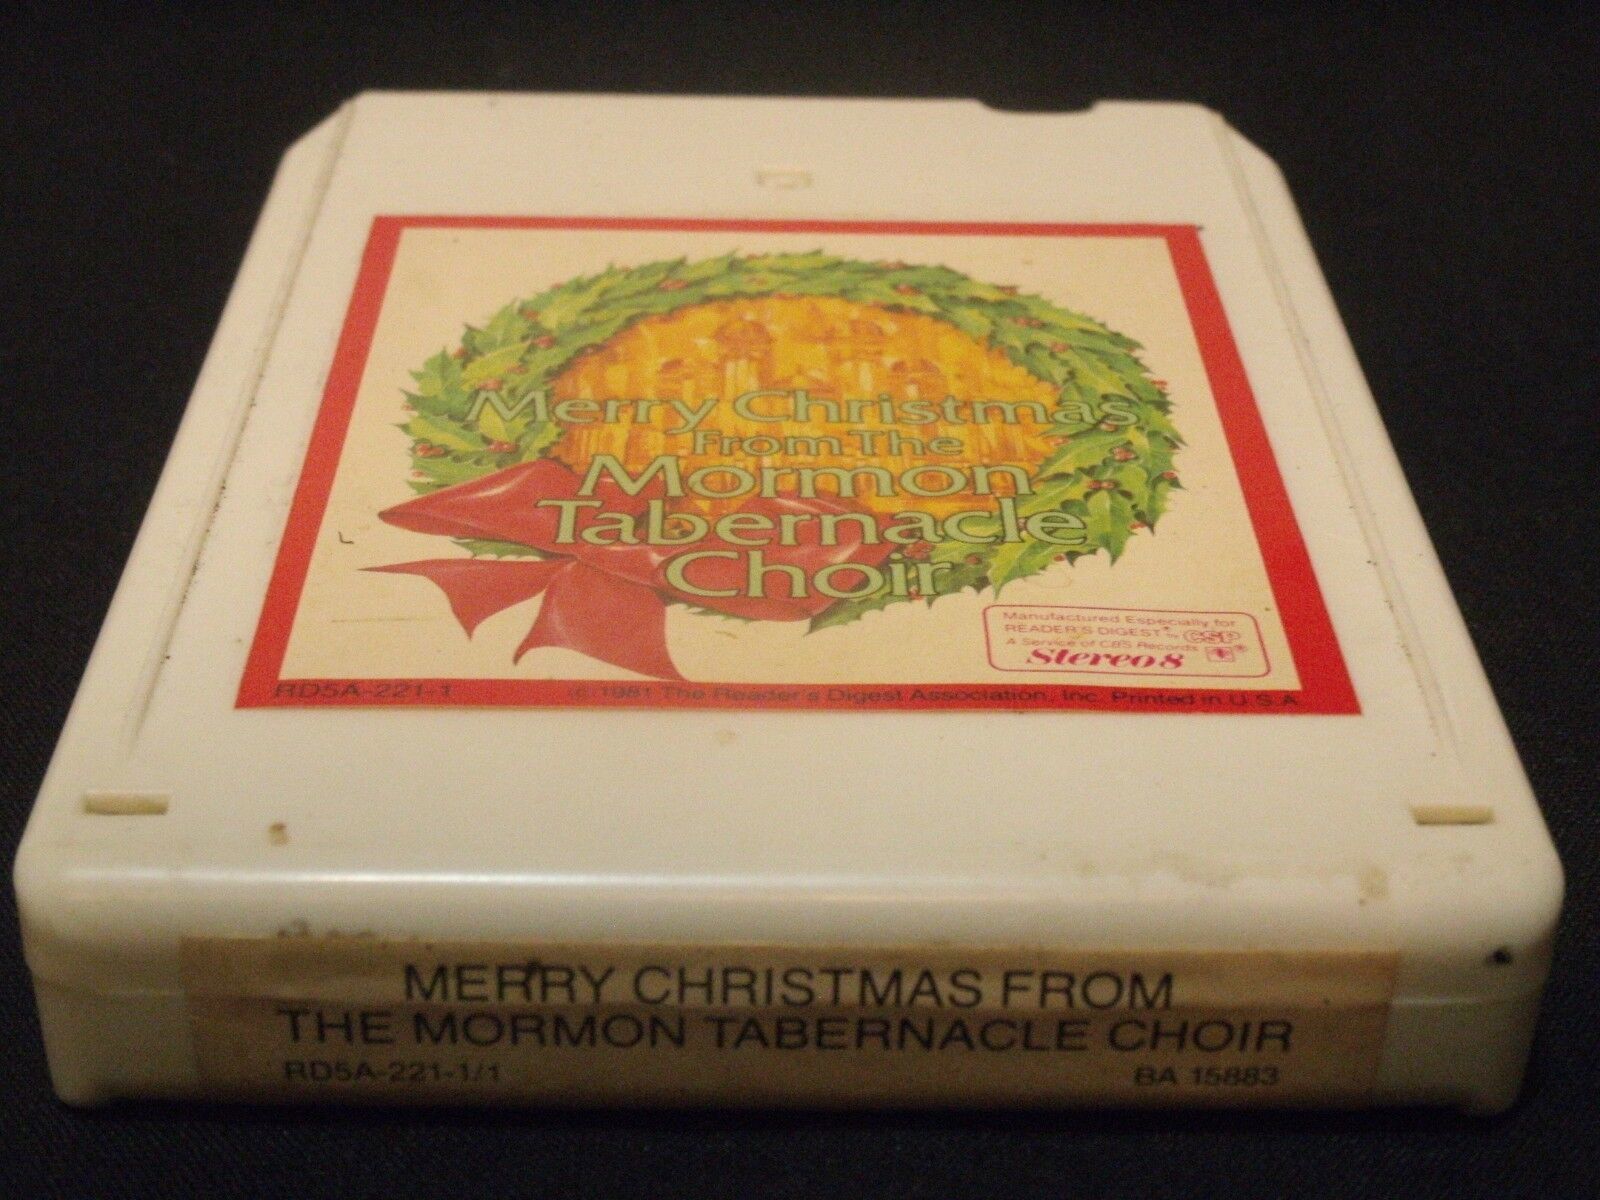 Merry Christmas
From The
Mormon
Tabernacle
Choir
Manufactured Especially for
READER'S DIGEST® by CSP
A Service of CBS Records ®
Stereo 8
RD5A-221-1 © 1981 The Reader's Digest Association, Inc. Printed in U.S.A.
MERRY CHRISTMAS FROM
THE MORMON TABERNACLE CHOIR
RD5A-221-1/1 BA 15883